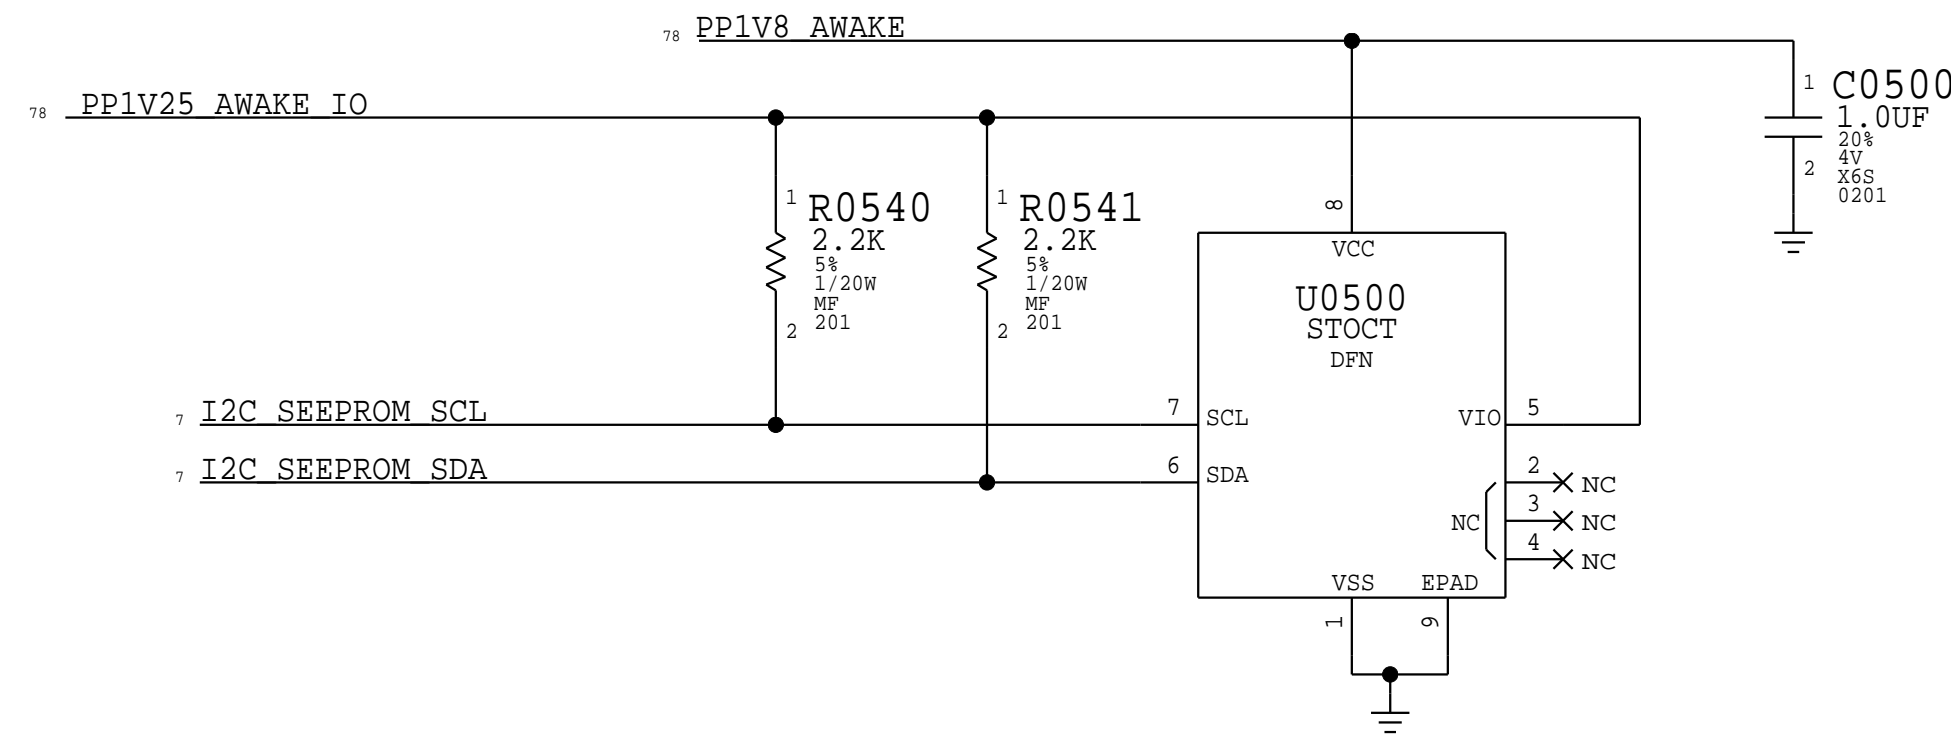 78 PP1V8_AWAKE
78 PP1V25_AWAKE_IO
1 C0500
1.0UF
20%
4V
2 X6S
0201
1 R0540
2.2K
5%
1/20W
MF
2 201
1 R0541
2.2K
5%
1/20W
MF
2 201
8
VCC
U0500
STOCT
DFN
7 I2C_SEEPROM_SCL
7 SCL
VIO 5
7 I2C_SEEPROM_SDA
6 SDA
2 NC
NC 3 NC
4 NC
VSS EPAD
1 9